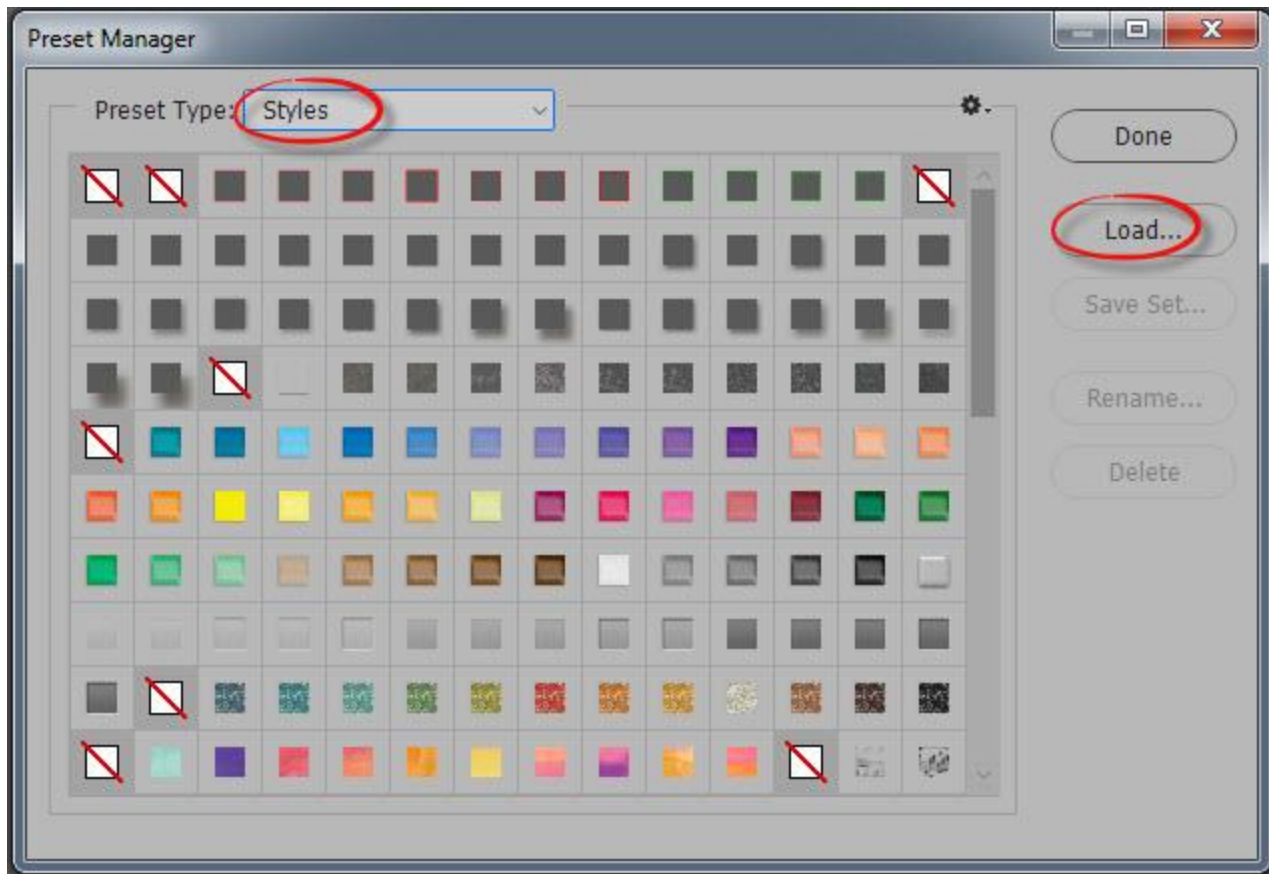 Preset Manager
Preset Type: Styles
Done
Load...
Save Set...
Rename...
Delete